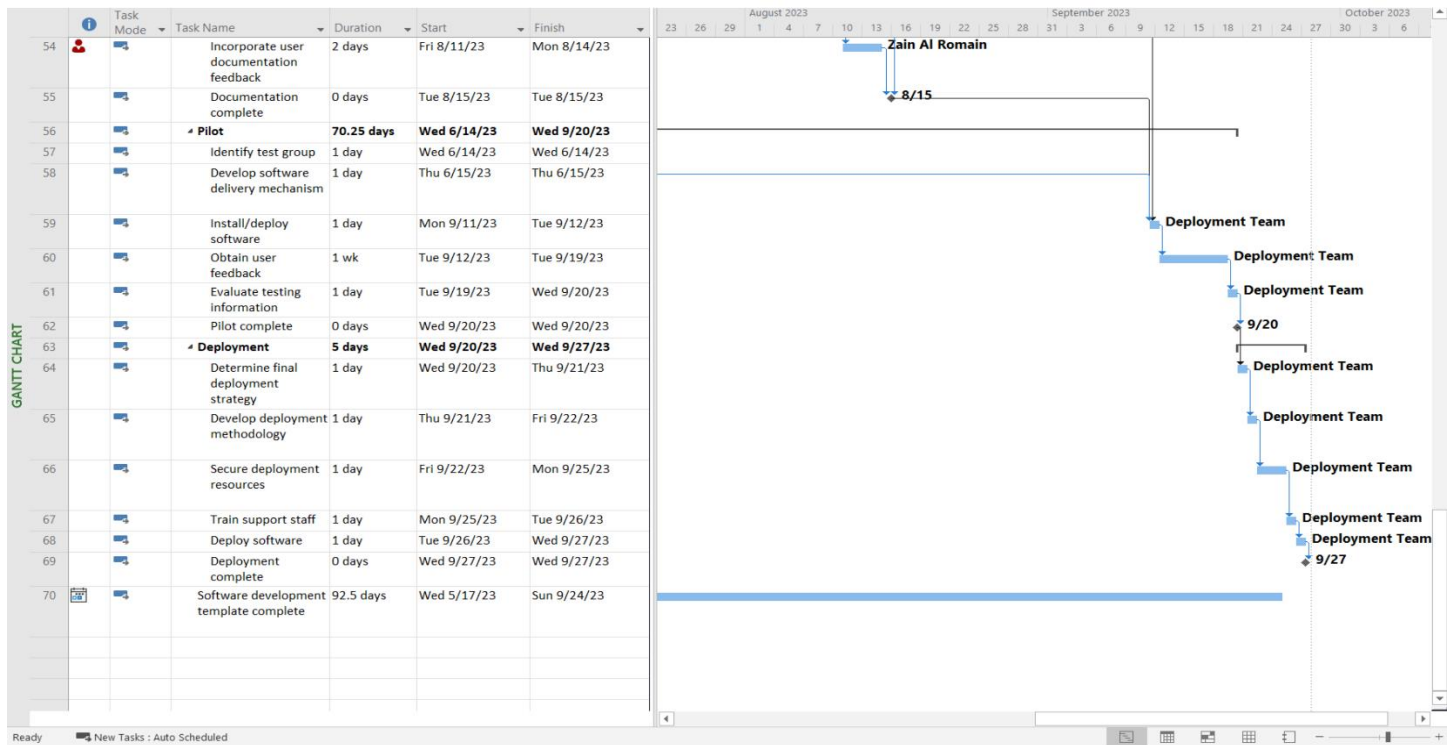 August 2023 September 2023 October 2023
Task Mode Task Name Duration Start Finish 23 26 29 1 4 7 10 13 16 19 22 25 28 31 3 6 9 12 15 18 21 24 27 30 3 6
54 Incorporate user 2 days Fri 8/11/23 Mon 8/14/23 Zain Al Romain
documentation
feedback
55 Documentation 0 days Tue 8/15/23 Tue 8/15/23 8/15
complete
56 Pilot 70.25 days Wed 6/14/23 Wed 9/20/23
57 Identify test group 1 day Wed 6/14/23 Wed 6/14/23
58 Develop software 1 day Thu 6/15/23 Thu 6/15/23
delivery mechanism
59 Install/deploy 1 day Mon 9/11/23 Tue 9/12/23 Deployment Team
software
60 Obtain user 1 wk Tue 9/12/23 Tue 9/19/23 Deployment Team
feedback
61 Evaluate testing 1 day Tue 9/19/23 Wed 9/20/23 Deployment Team
information
62 Pilot complete 0 days Wed 9/20/23 Wed 9/20/23 9/20
63 Deployment 5 days Wed 9/20/23 Wed 9/27/23
64 Determine final 1 day Wed 9/20/23 Thu 9/21/23 Deployment Team
deployment
strategy
65 Develop deployment 1 day Thu 9/21/23 Fri 9/22/23 Deployment Team
methodology
66 Secure deployment 1 day Fri 9/22/23 Mon 9/25/23 Deployment Team
resources
67 Train support staff 1 day Mon 9/25/23 Tue 9/26/23 Deployment Team
68 Deploy software 1 day Tue 9/26/23 Wed 9/27/23 Deployment Team
69 Deployment 0 days Wed 9/27/23 Wed 9/27/23 9/27
complete
70 Software development 92.5 days Wed 5/17/23 Sun 9/24/23
template complete
GANTT CHART
Ready New Tasks : Auto Scheduled